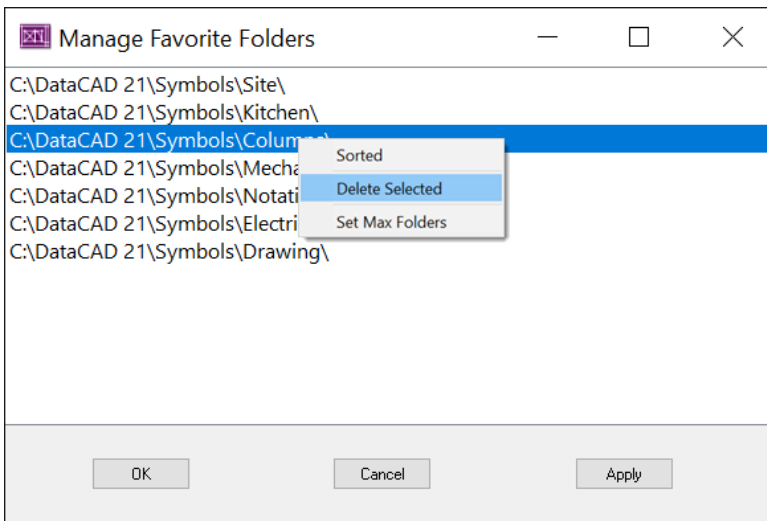 Manage Favorite Folders
C:\DataCAD 21\Symbols\Site\
C:\DataCAD 21\Symbols\Kitchen\
C:\DataCAD 21\Symbols\Columns\
C:\DataCAD 21\Symbols\Mecha
C:\DataCAD 21\Symbols\Notati
C:\DataCAD 21\Symbols\Electri
C:\DataCAD 21\Symbols\Drawing\
Sorted
Delete Selected
Set Max Folders
OK
Cancel
Apply